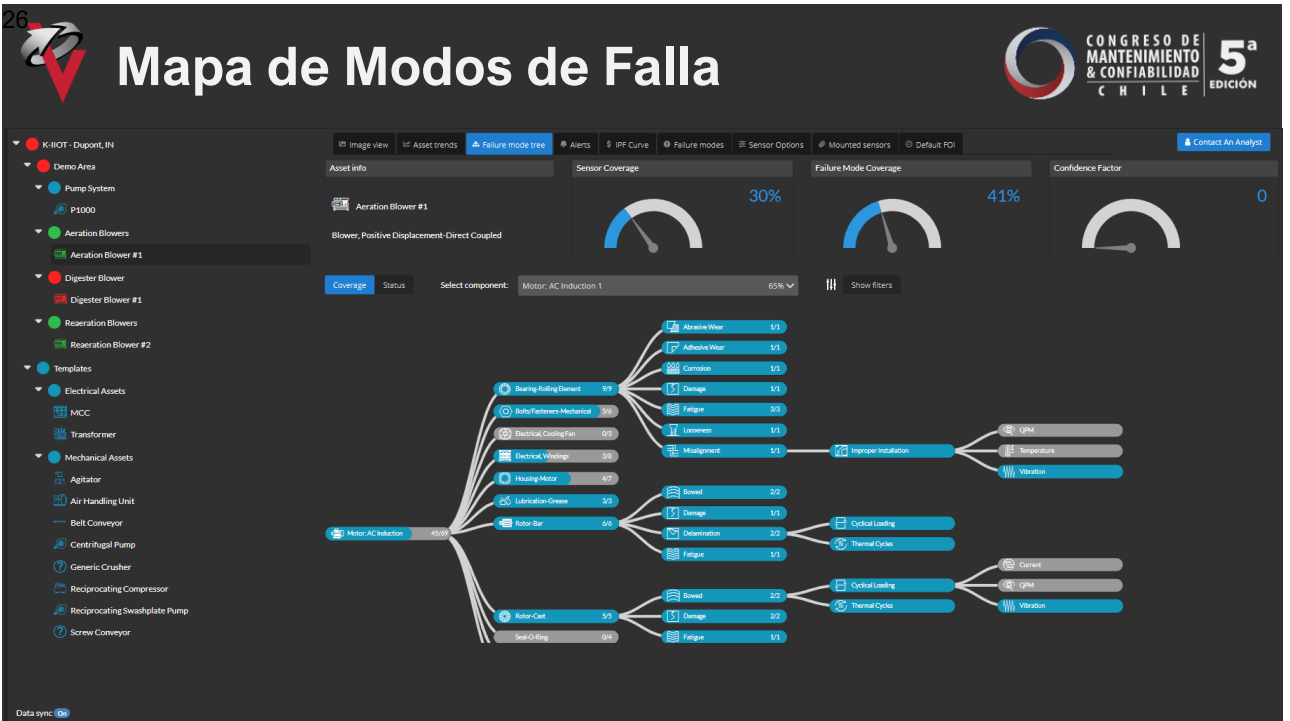 26
Mapa de Modos de Falla
CONGRESO DE
MANTENIMIENTO
& CONFIABILIDAD
CHILE
5ª
EDICIÓN
K-IIOT - Dupont, IN
Demo Area
Pump System
P1000
Aeration Blowers
Aeration Blower #1
Digester Blower
Digester Blower #1
Reaeration Blowers
Reaeration Blower #2
Templates
Electrical Assets
MCC
Transformer
Mechanical Assets
Agitator
Air Handling Unit
Belt Conveyor
Centrifugal Pump
Generic Crusher
Reciprocating Compressor
Reciprocating Swashplate Pump
Screw Conveyor
Data sync On
Image view Asset trends Failure mode tree Alerts IPF Curve Failure modes Sensor Options Mounted sensors Default FOI
Contact An Analyst
Asset info
Aeration Blower #1
Blower, Positive Displacement-Direct Coupled
Sensor Coverage
30%
Failure Mode Coverage
41%
Confidence Factor
0
Coverage Status Select component: Motor: AC Induction 1 65% Show filters
Motor: AC Induction 45/69
Bearing-Rolling Element 9/9
Bolts/Fasteners-Mechanical 5/6
Electrical, Cooling Fan 0/3
Electrical, Windings 3/8
Housing-Motor 4/7
Lubrication-Grease 3/3
Rotor-Bar 6/6
Rotor-Cast 5/5
Seal-O-Ring 0/4
Abrasive Wear 1/1
Adhesive Wear 1/1
Corrosion 1/1
Damage 1/1
Fatigue 3/3
Looseness 1/1
Misalignment 1/1
Bowed 2/2
Damage 1/1
Delamination 2/2
Fatigue 1/1
Bowed 2/2
Damage 2/2
Fatigue 1/1
Improper Installation
Cyclical Loading
Thermal Cycles
Cyclical Loading
Thermal Cycles
QPM
Temperature
Vibration
Current
QPM
Vibration